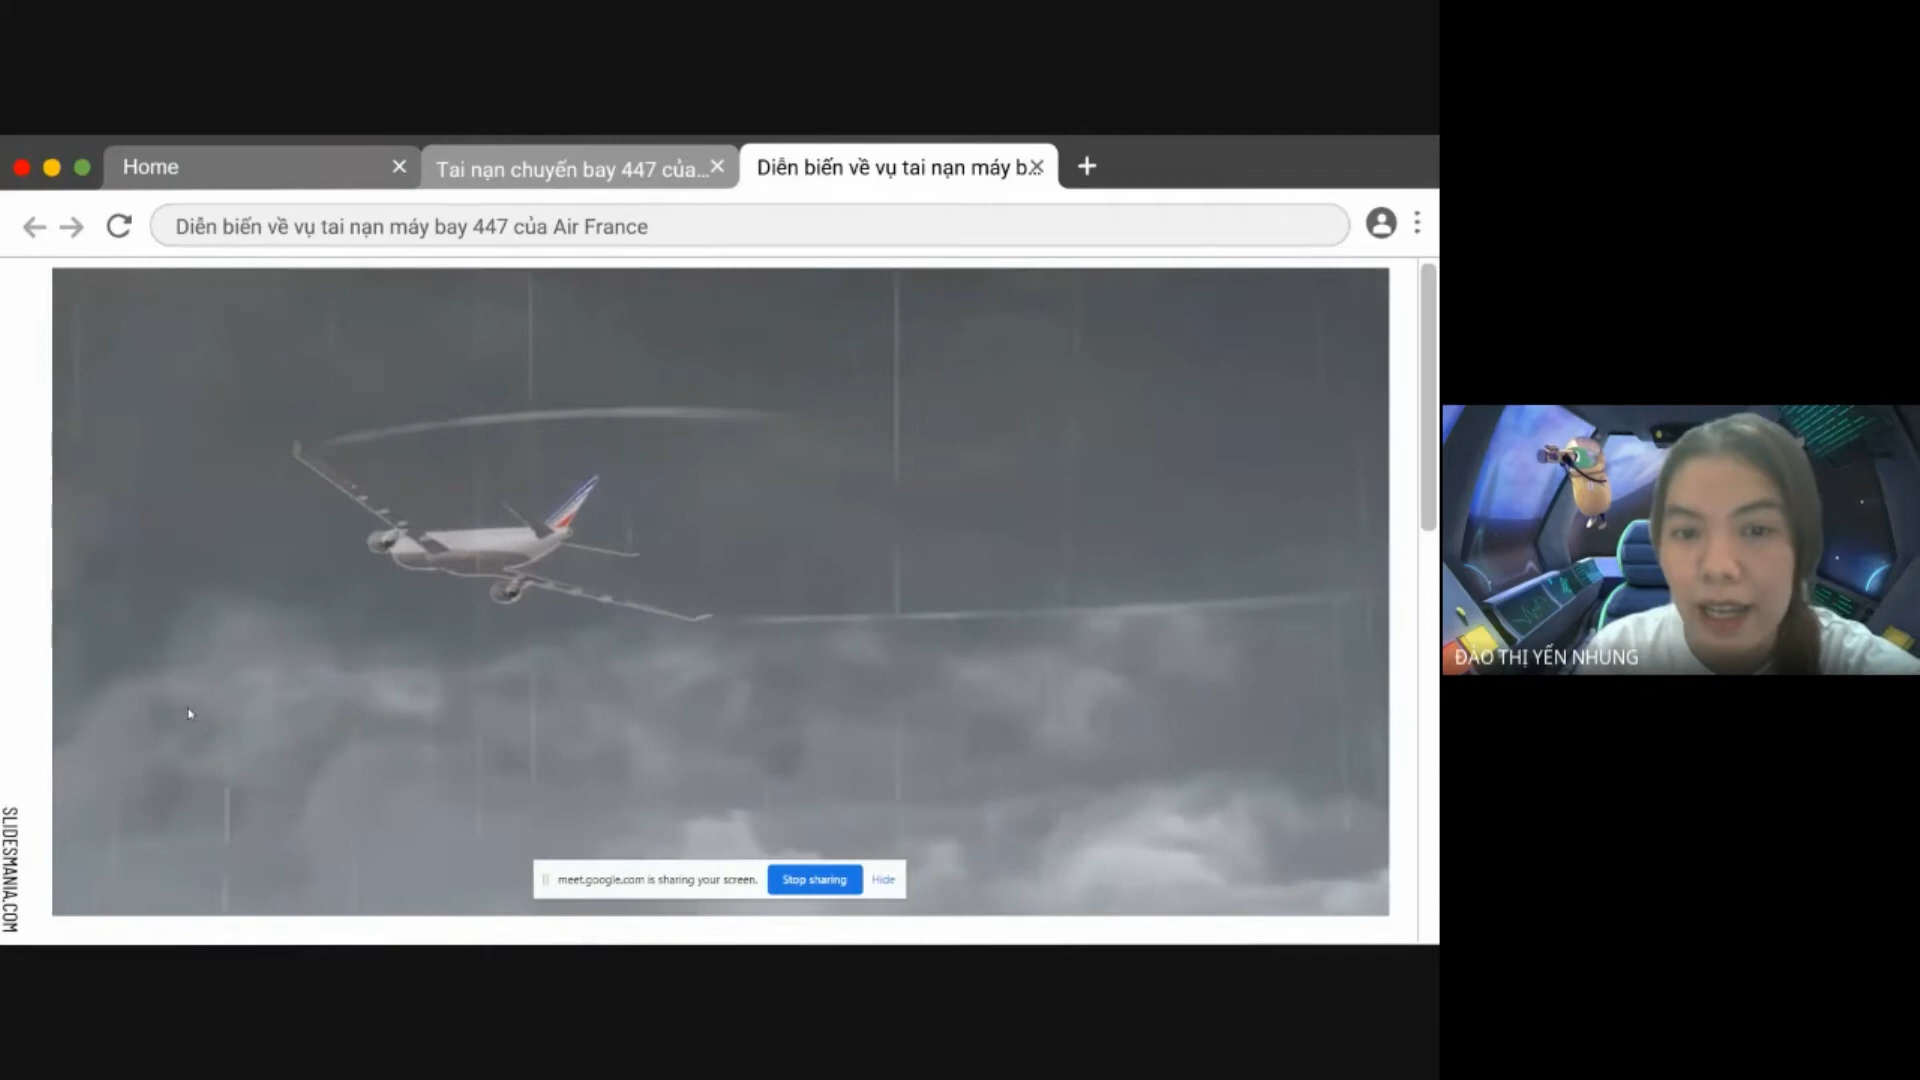 Home
Tai nạn chuyến bay 447 của...
Diễn biến về vụ tai nạn máy b...
Diễn biến về vụ tai nạn máy bay 447 của Air France
SLIDESMANIA.COM
meet.google.com is sharing your screen.
Stop sharing
Hide
ĐÀO THỊ YẾN NHUNG